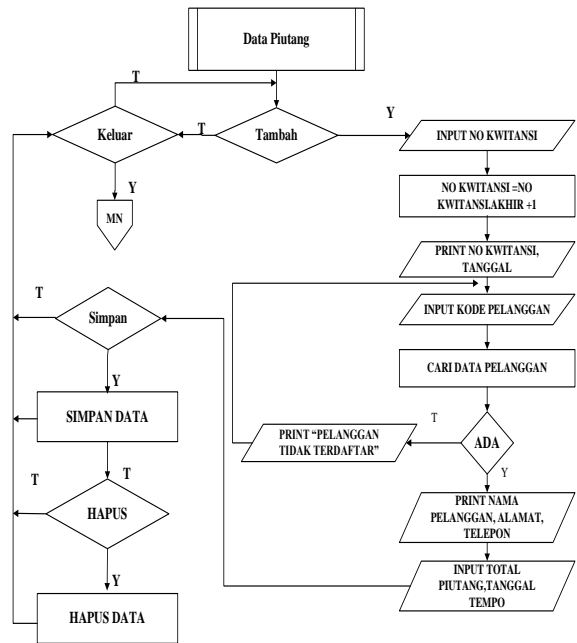 Data Piutang
T
Keluar
T
Tambah
Y
INPUT NO KWITANSI
Y
MN
NO KWITANSI =NO
KWITANSI.AKHIR +1
PRINT NO KWITANSI,
TANGGAL
T
Simpan
INPUT KODE PELANGGAN
Y
CARI DATA PELANGGAN
SIMPAN DATA
PRINT “PELANGGAN
TIDAK TERDAFTAR”
T
ADA
Y
T
T
HAPUS
PRINT NAMA
PELANGGAN, ALAMAT,
TELEPON
Y
INPUT TOTAL
PIUTANG,TANGGAL
TEMPO
HAPUS DATA